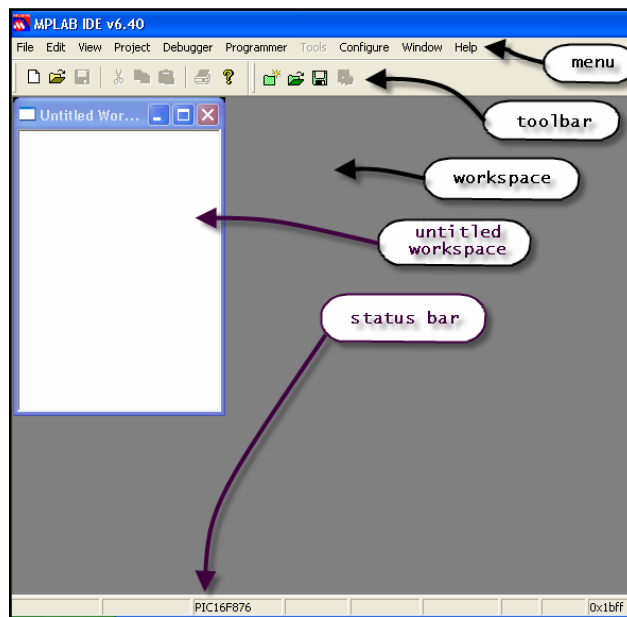 MPLAB IDE v6.40
File Edit View Project Debugger Programmer Tools Configure Window Help
menu
toolbar
Untitled Wor...
workspace
untitled
workspace
status bar
PIC16F876 0x1bff